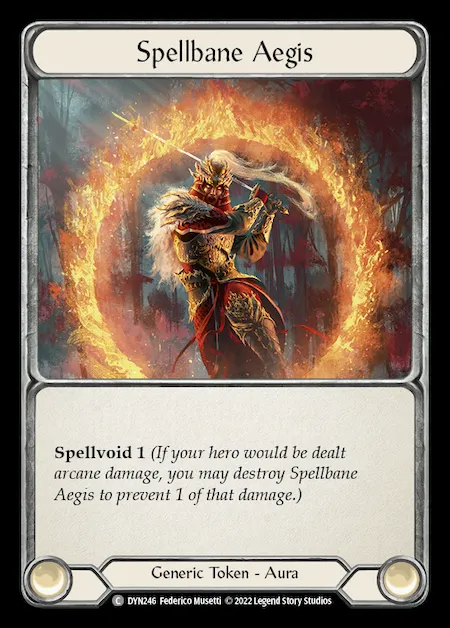 Spellbane Aegis
Spellvoid 1 (If your hero would be dealt
arcane damage, you may destroy Spellbane
Aegis to prevent 1 of that damage.)
Generic Token - Aura
C DYN246 Federico Musetti © 2022 Legend Story Studios